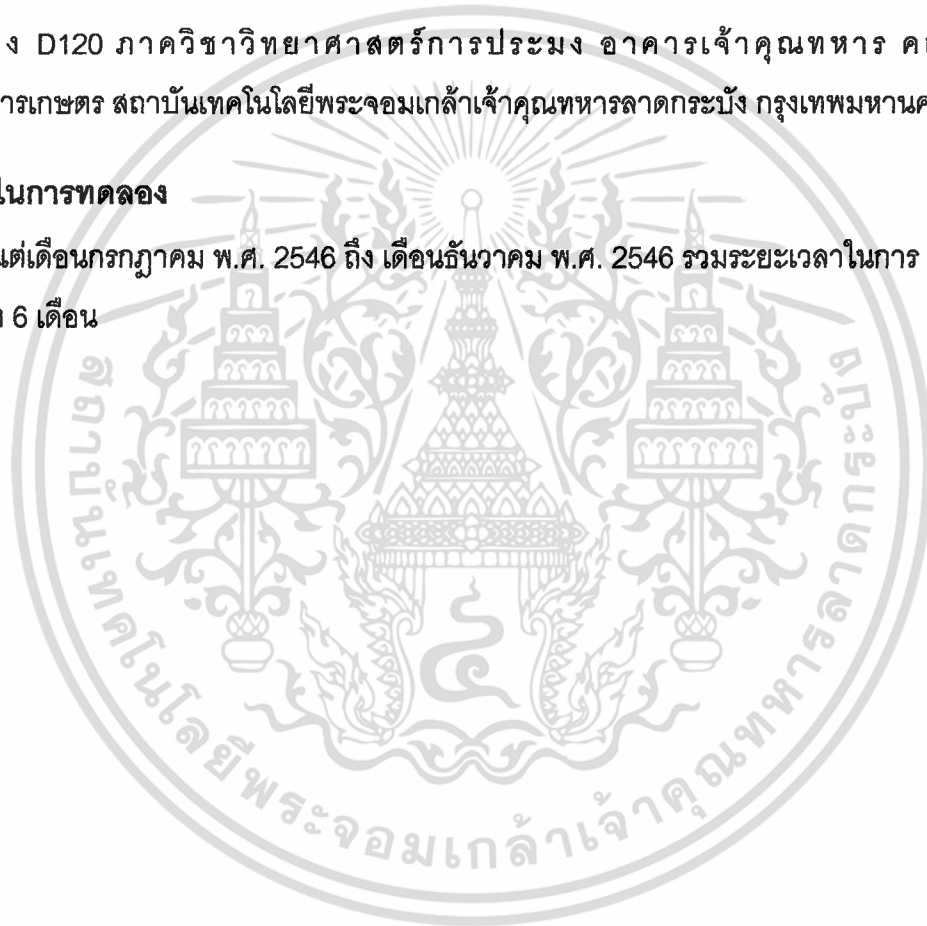 ง D120 ภาควิชาวิทยาศาสตร์การประมง อาคารเจ้าคุณทหาร ค
ารเกษตร สถาบันเทคโนโลยีพระจอมเกล้าเจ้าคุณทหารลาดกระบัง กรุงเทพมหานค
ในการทดลอง
แต่เดือนกรกฎาคม พ.ศ. 2546 ถึง เดือนธันวาคม พ.ศ. 2546 รวมระยะเวลาในการ
6 เดือน
สถาบันเทคโนโลยีพระจอมเกล้าเจ้าคุณทหารลาดกระบัง